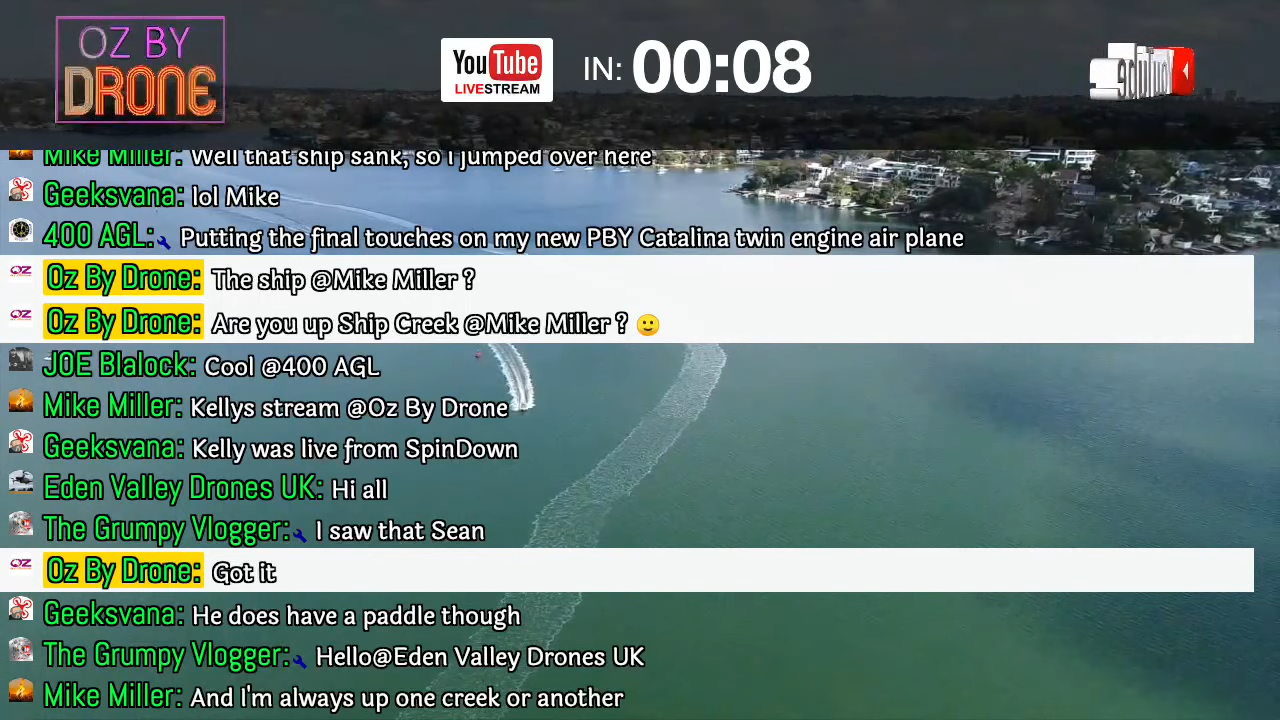 OZ BY
DRONE
YouTube
LIVESTREAM
IN: 00:08
Mike Miller: Well that ship sank, so I jumped over here
Geeksvana: lol Mike
400 AGL: Putting the final touches on my new PBY Catalina twin engine air plane
OZ
Oz By Drone: The ship @Mike Miller ?
OZ
Oz By Drone: Are you up Ship Creek @Mike Miller ? 🙂
JOE Blalock: Cool @400 AGL
Mike Miller: Kellys stream @Oz By Drone
Geeksvana: Kelly was live from SpinDown
Eden Valley Drones UK: Hi all
The Grumpy Vlogger: I saw that Sean
OZ
Oz By Drone: Got it
Geeksvana: He does have a paddle though
The Grumpy Vlogger: Hello@Eden Valley Drones UK
Mike Miller: And I'm always up one creek or another